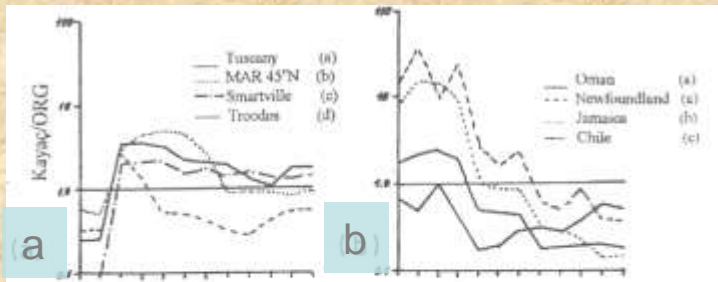 Kayaç/ORG
Tuscany (a)
MAR 45°N (b)
Smartville (c)
Troodos (d)
a
Oman (a)
Newfoundland (a)
Jamaica (b)
Chile (c)
b